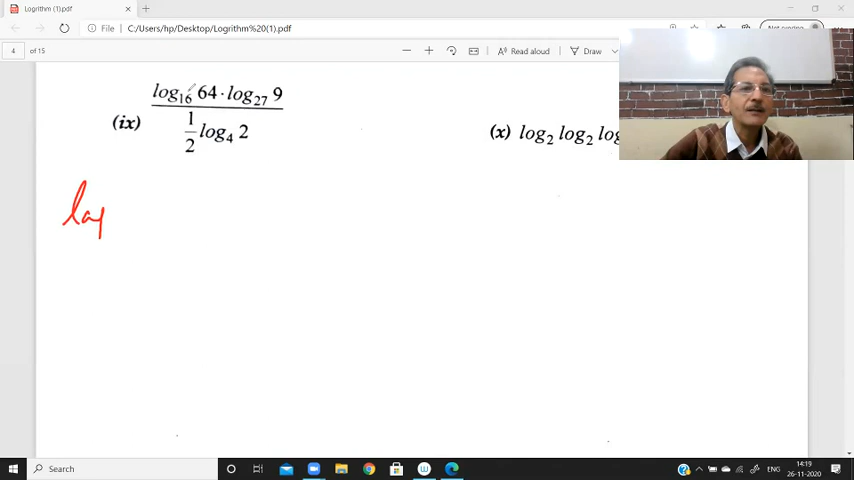 Logrithm (1).pdf
File | C:/Users/hp/Desktop/Logrithm%20(1).pdf
4 of 15
Read aloud
Draw
(ix) log₁₆ 64 · log₂₇ 9
1/2 log₄ 2
(x) log₂ log₂ log
log
Search
W
ENG
14:19
26-11-2020